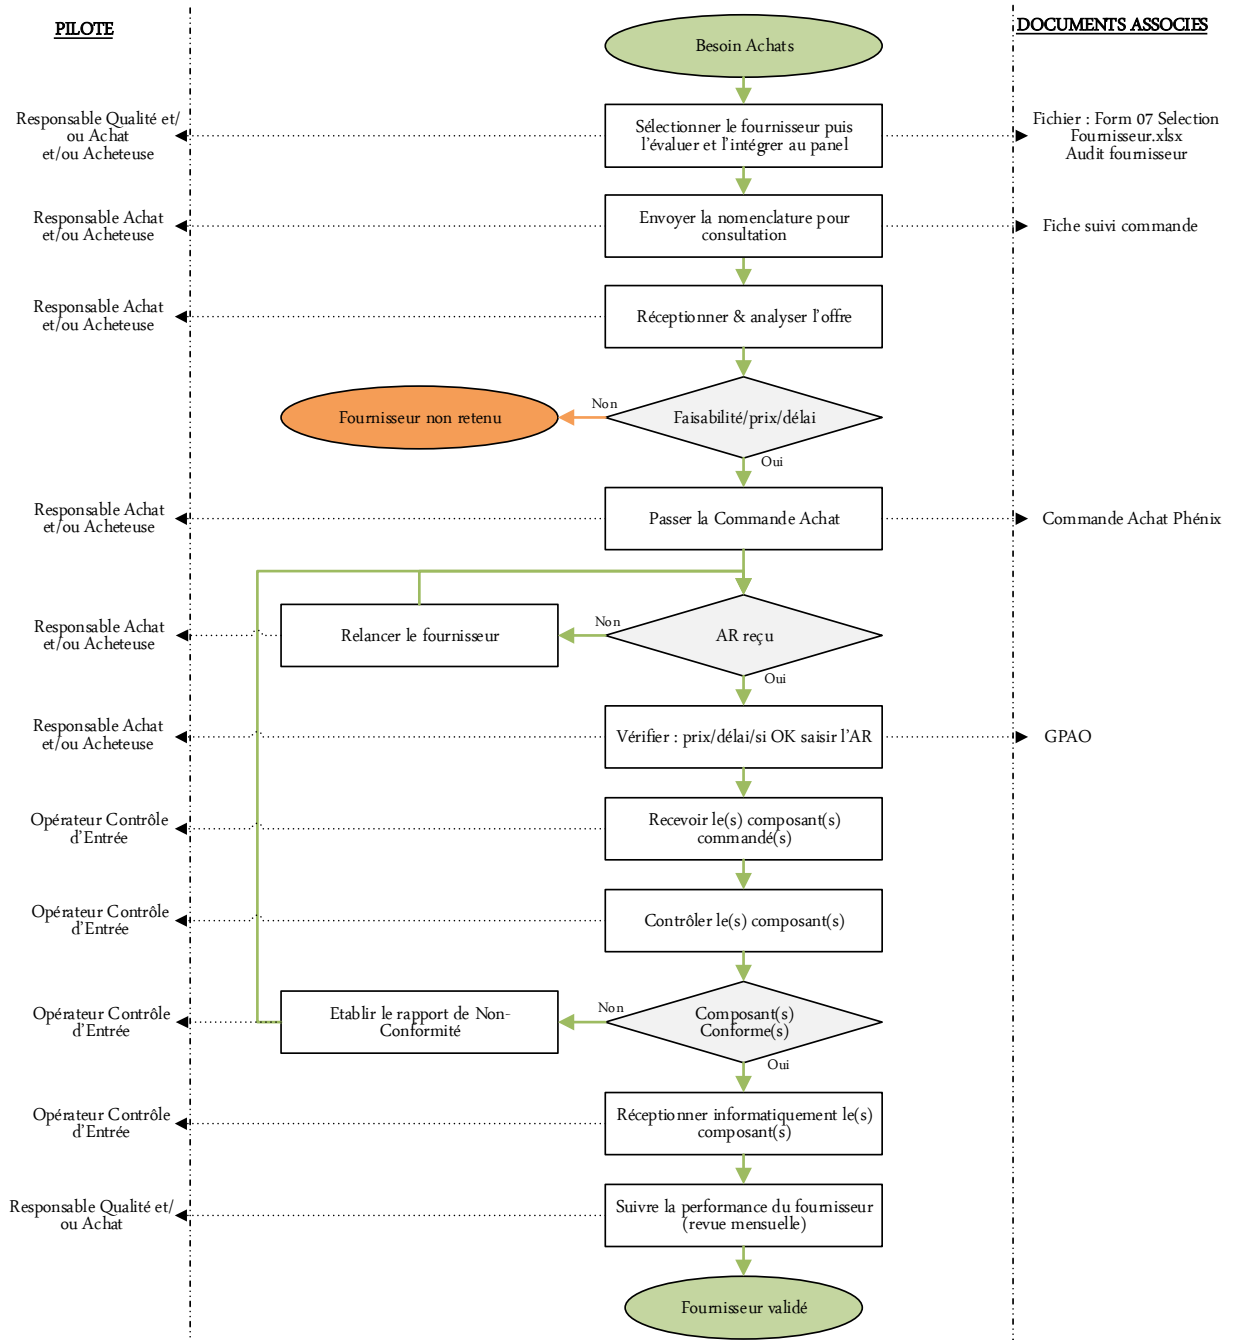 PILOTE
DOCUMENTS ASSOCIES
Besoin Achats
Responsable Qualité et/
ou Achat
et/ou Acheteuse
Sélectionner le fournisseur puis
l'évaluer et l'intégrer au panel
Fichier : Form 07 Selection
Fournisseur.xlsx
Audit fournisseur
Responsable Achat
et/ou Acheteuse
Envoyer la nomenclature pour
consultation
Fiche suivi commande
Responsable Achat
et/ou Acheteuse
Réceptionner & analyser l'offre
Fournisseur non retenu
Non
Faisabilité/prix/délai
Oui
Responsable Achat
et/ou Acheteuse
Passer la Commande Achat
Commande Achat Phénix
Responsable Achat
et/ou Acheteuse
Relancer le fournisseur
Non
AR reçu
Oui
Responsable Achat
et/ou Acheteuse
Vérifier : prix/délai/si OK saisir l'AR
GPAO
Opérateur Contrôle
d'Entrée
Recevoir le(s) composant(s)
commandé(s)
Opérateur Contrôle
d'Entrée
Contrôler le(s) composant(s)
Opérateur Contrôle
d'Entrée
Etablir le rapport de Non-
Conformité
Non
Composant(s)
Conforme(s)
Oui
Opérateur Contrôle
d'Entrée
Réceptionner informatiquement le(s)
composant(s)
Responsable Qualité et/
ou Achat
Suivre la performance du fournisseur
(revue mensuelle)
Fournisseur validé